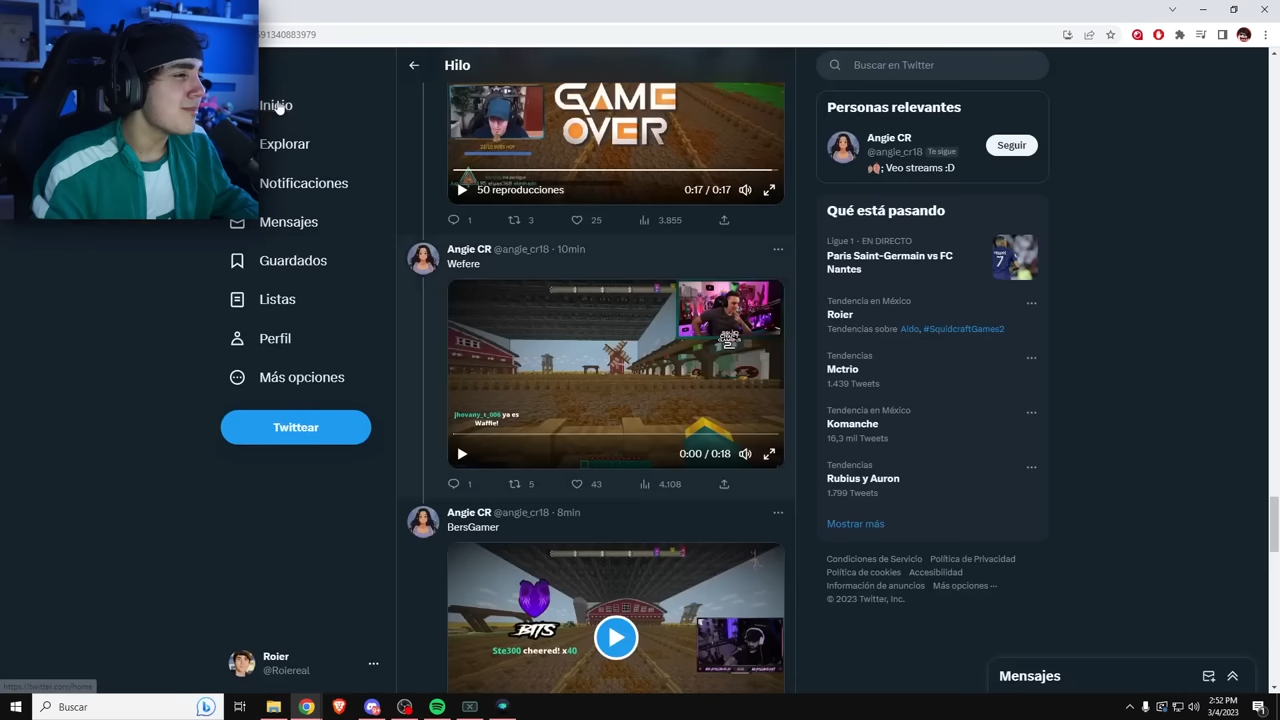 91340883979
Inicio
Explorar
Notificaciones
Mensajes
Guardados
Listas
Perfil
Más opciones
Twittear
Roier
@Roiereal
https://twitter.com/home
Hilo
GAME
OVER
50 reproducciones
0:17 / 0:17
1
3
25
3.855
Angie CR @angie_cr18 · 10min
Wefere
jhovany_t_006 ya es
Waffle!
0:00 / 0:18
1
5
43
4.108
Angie CR @angie_cr18 · 8min
BersGamer
BITS
Ste300 cheered! x40
Buscar en Twitter
Personas relevantes
Angie CR
@angie_cr18 Te sigue
; Veo streams :D
Seguir
Qué está pasando
Ligue 1 · EN DIRECTO
Paris Saint-Germain vs FC
Nantes
Tendencia en México
Roier
Tendencias sobre Aldo, #SquidcraftGames2
Tendencias
Mctrio
1.439 Tweets
Tendencia en México
Komanche
16,3 mil Tweets
Tendencias
Rubius y Auron
1.799 Tweets
Mostrar más
Condiciones de Servicio Política de Privacidad
Política de cookies Accesibilidad
Información de anuncios Más opciones ···
© 2023 Twitter, Inc.
Mensajes
Buscar
2:52 PM
3/4/2023